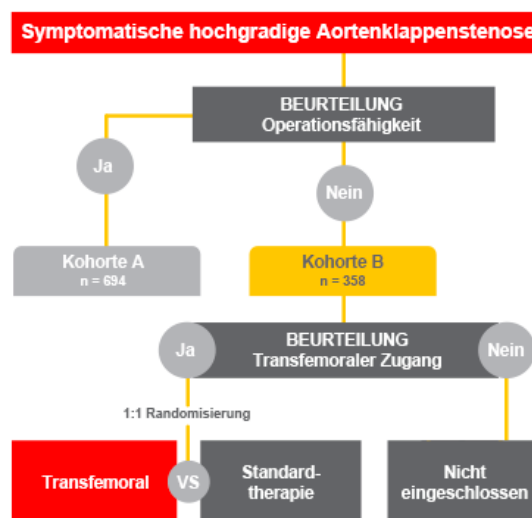 Symptomatische hochgradige Aortenklappenstenose
BEURTEILUNG
Operationsfähigkeit
Ja
Nein
Kohorte A
n = 694
Kohorte B
n = 358
Ja
BEURTEILUNG
Transfemoraler Zugang
Nein
1:1 Randomisierung
Transfemoral
VS
Standard-
therapie
Nicht
eingeschlossen